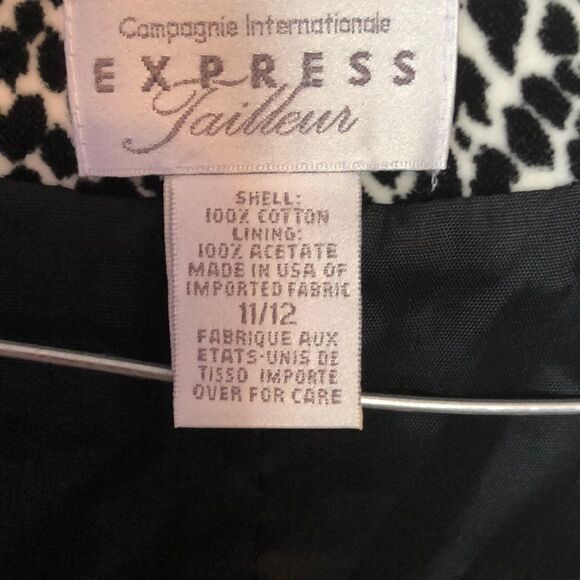 Compagnie Internationale
EXPRESS
Tailleur
SHELL:
100% COTTON
LINING:
100% ACETATE
MADE IN USA OF
IMPORTED FABRIC
11/12
FABRIQUE AUX
ETATS-UNIS DE
TISSO IMPORTE
OVER FOR CARE